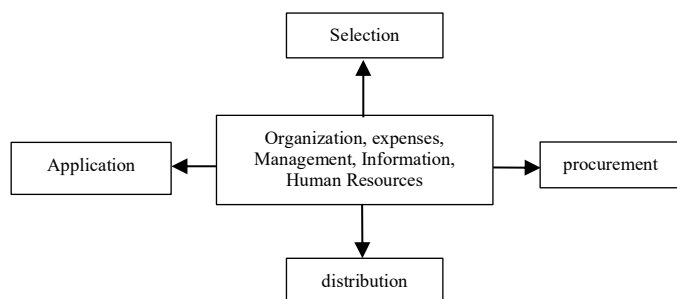 Selection
Organization, expenses,
Management, Information,
Human Resources
Application
procurement
distribution